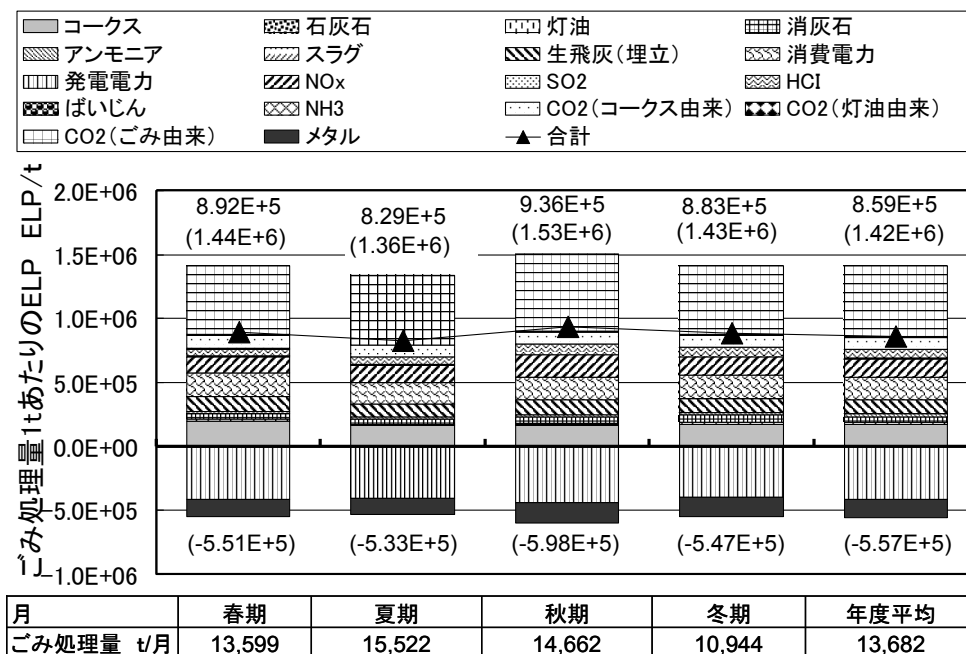 コークス 石灰石 灯油 消灰石
アンモニア スラグ 生飛灰(埋立) 消費電力
発電電力 NOx SO2 HCl
ばいじん NH3 CO2(コークス由来) CO2(灯油由来)
CO2(ごみ由来) メタル 合計
ごみ処理量1tあたりのELP ELP/t
2.0E+06
1.5E+06
1.0E+06
5.0E+05
0.0E+00
-5.0E+05
-1.0E+06
8.92E+5 8.29E+5 9.36E+5 8.83E+5 8.59E+5
(1.44E+6) (1.36E+6) (1.53E+6) (1.43E+6) (1.42E+6)
(-5.51E+5) (-5.33E+5) (-5.98E+5) (-5.47E+5) (-5.57E+5)
月 春期 夏期 秋期 冬期 年度平均
ごみ処理量 t/月 13,599 15,522 14,662 10,944 13,682